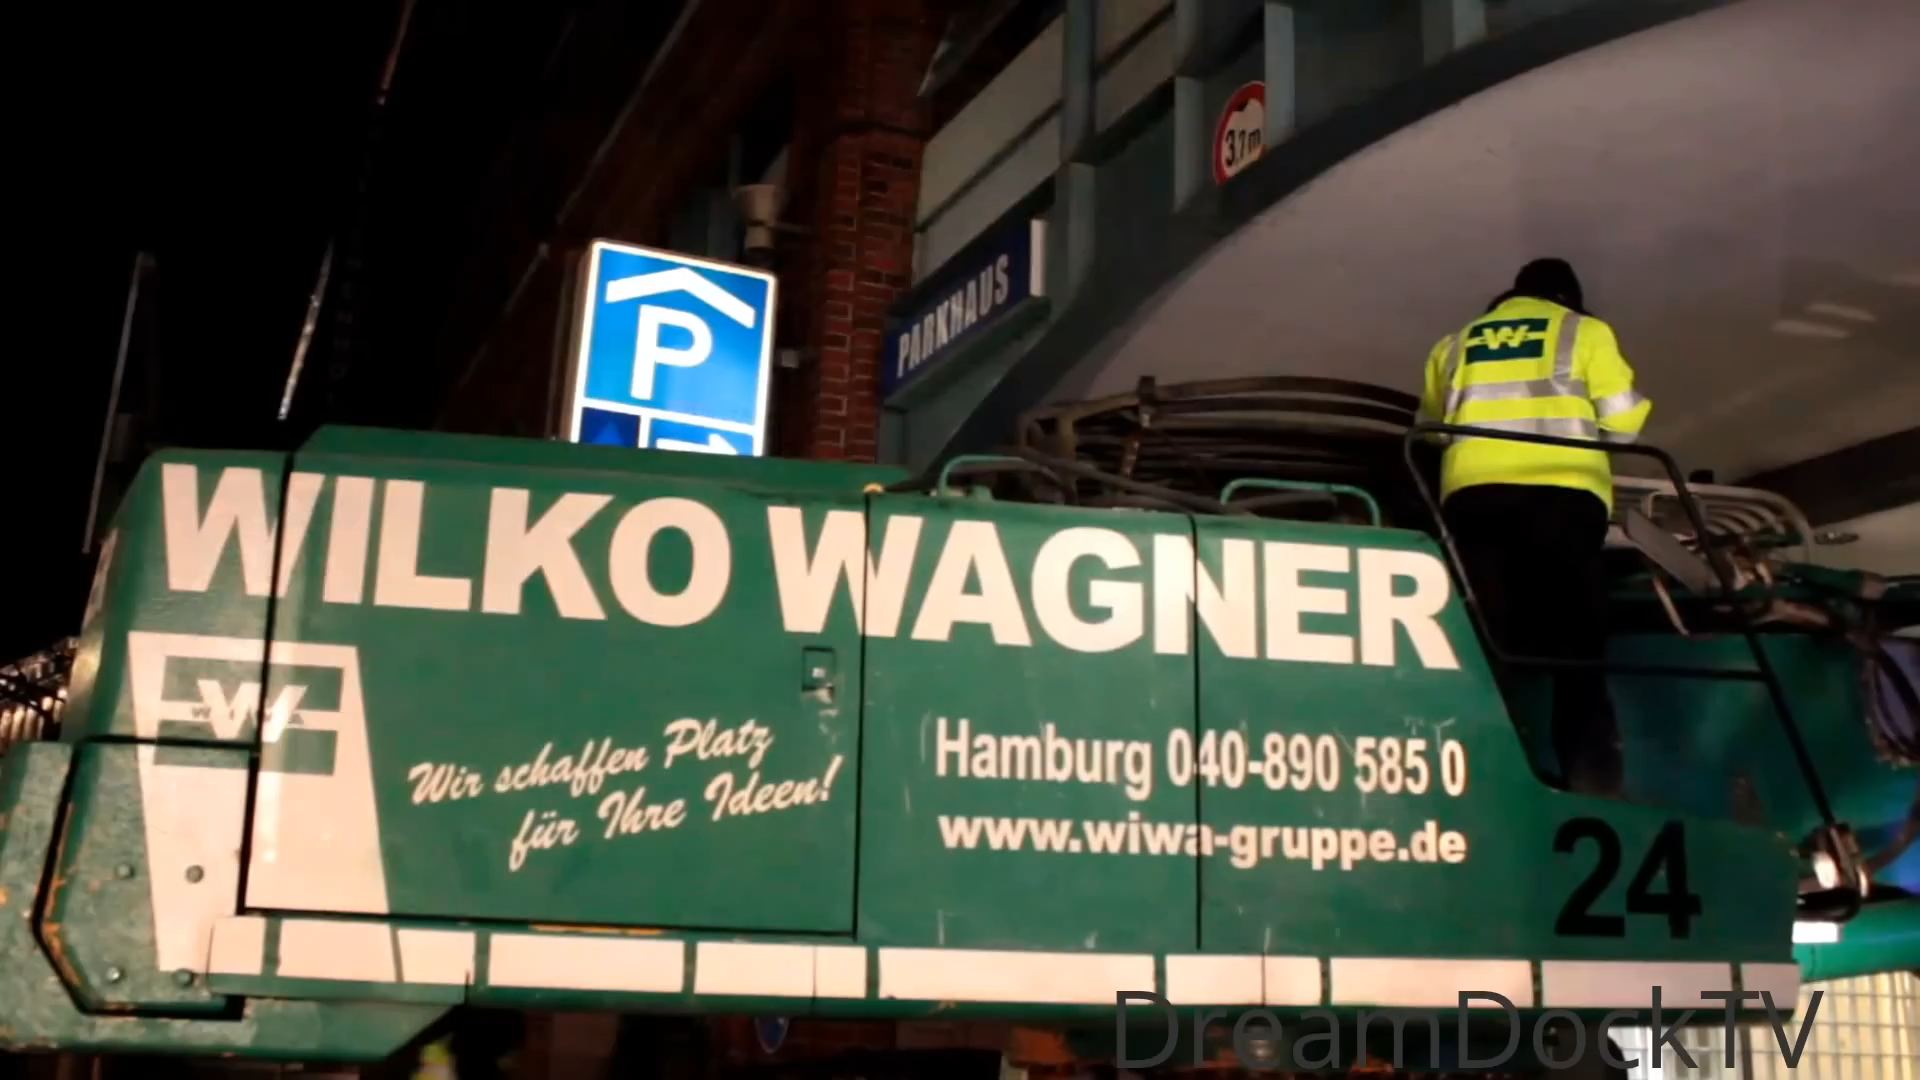 3.7m
P
PARKHAUS
W
WILKO WAGNER
W
Wir schaffen Platz
für Ihre Ideen!
Hamburg 040-890 585 0
www.wiwa-gruppe.de
24
DreamDockTV